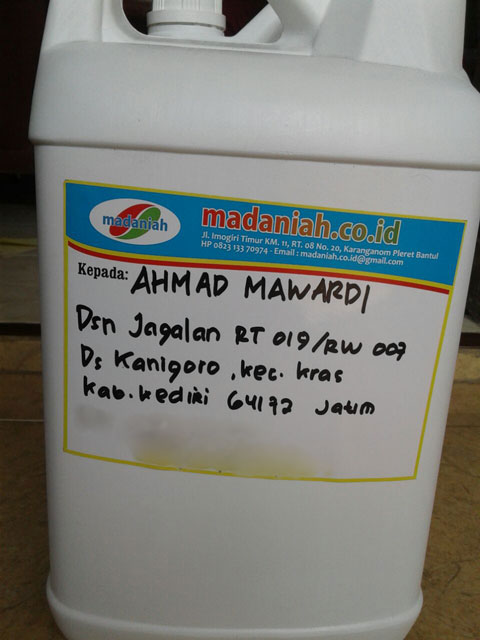 madaniah
madaniah.co.id
Jl. Imogiri Timur KM. 11, RT. 08 No. 20, Karanganom Pleret Bantul
HP 0823 133 70974 - Email : madaniah.co.id@gmail.com
Kepada: AHMAD MAWARDI
Dsn Jagalan RT 019/RW 007
Ds Kanigoro, kec. kras
kab. kediri 64172 Jatim